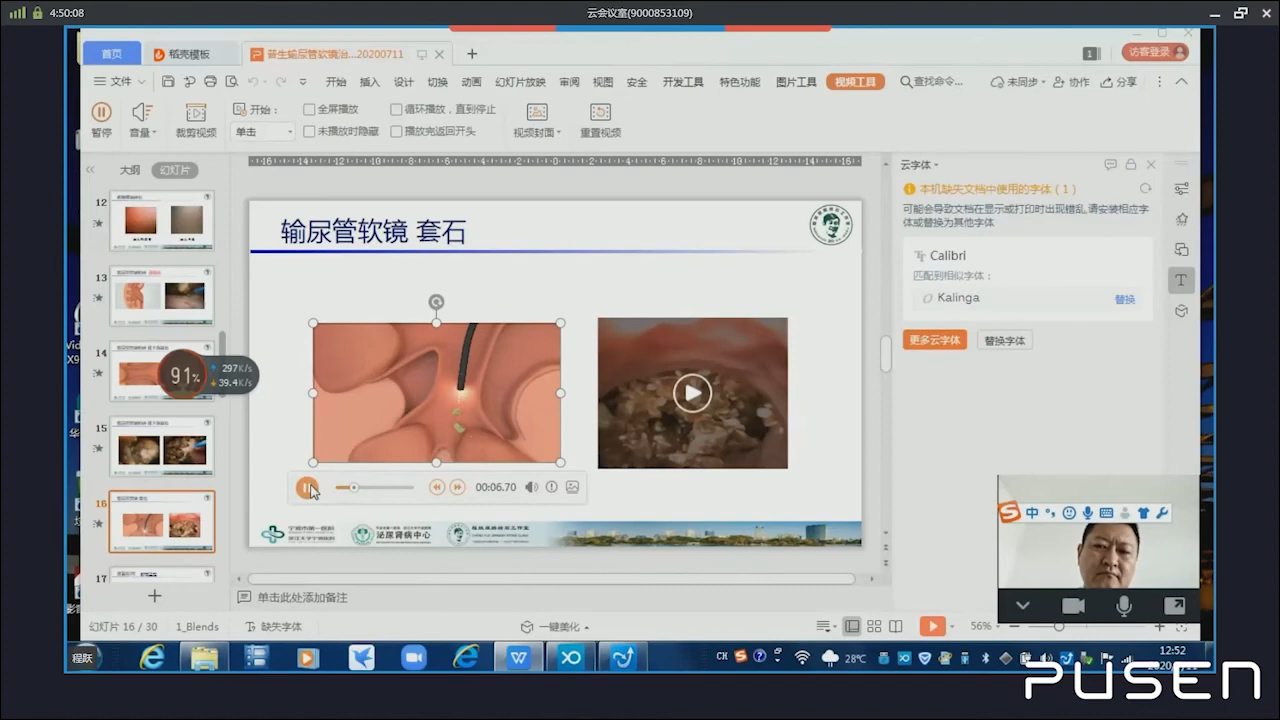 4:50:08
云会议室(9000853109)
首页
稻壳模板
普生输尿管软镜治...20200711
1
访客登录
文件
开始
插入
设计
切换
动画
幻灯片放映
审阅
视图
安全
开发工具
特色功能
图片工具
视频工具
查找命令...
未同步
协作
分享
暂停
音量
裁剪视频
开始：
单击
全屏播放
未播放时隐藏
循环播放，直到停止
播放完返回开头
视频封面
重置视频
大纲
幻灯片
12
13
14
15
16
17
91%
297K/s
39.4K/s
输尿管软镜 套石
00:06.70
宁波市第一医院
泌尿肾病中心
云字体
本机缺失文档中使用的字体（1）
可能会导致文档在显示或打印时出现错乱,请安装相应字
体或替换为其他字体
Calibri
匹配到相似字体：
Kalinga
替换
更多云字体
替换字体
中
单击此处添加备注
幻灯片 16 / 30
1_Blends
缺失字体
一键美化
56%
程跃
CH
28℃
12:52
PUSEN